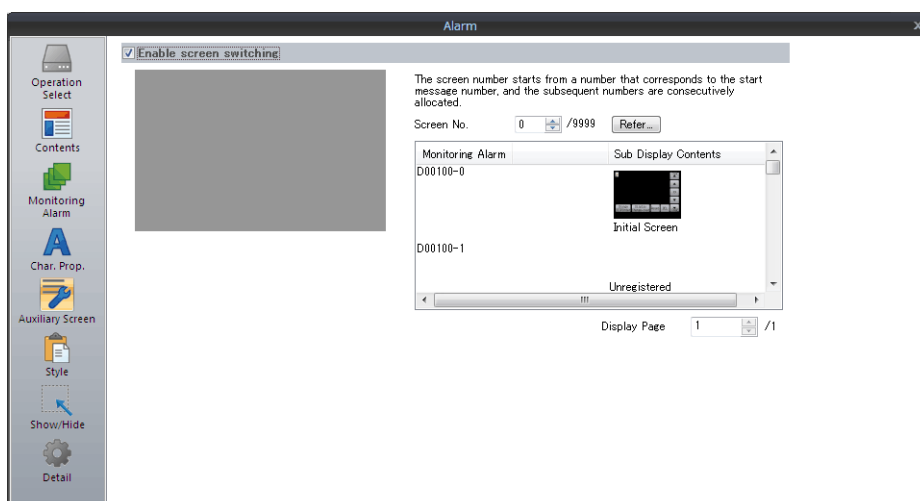 Alarm
Operation
Select
Contents
Monitoring
Alarm
Char. Prop.
Auxiliary Screen
Style
Show/Hide
Detail
Enable screen switching
The screen number starts from a number that corresponds to the start
message number, and the subsequent numbers are consecutively
allocated.
Screen No. 0 /9999 Refer...
Monitoring Alarm Sub Display Contents
D00100-0
Initial Screen
D00100-1
Unregistered
Display Page 1 /1